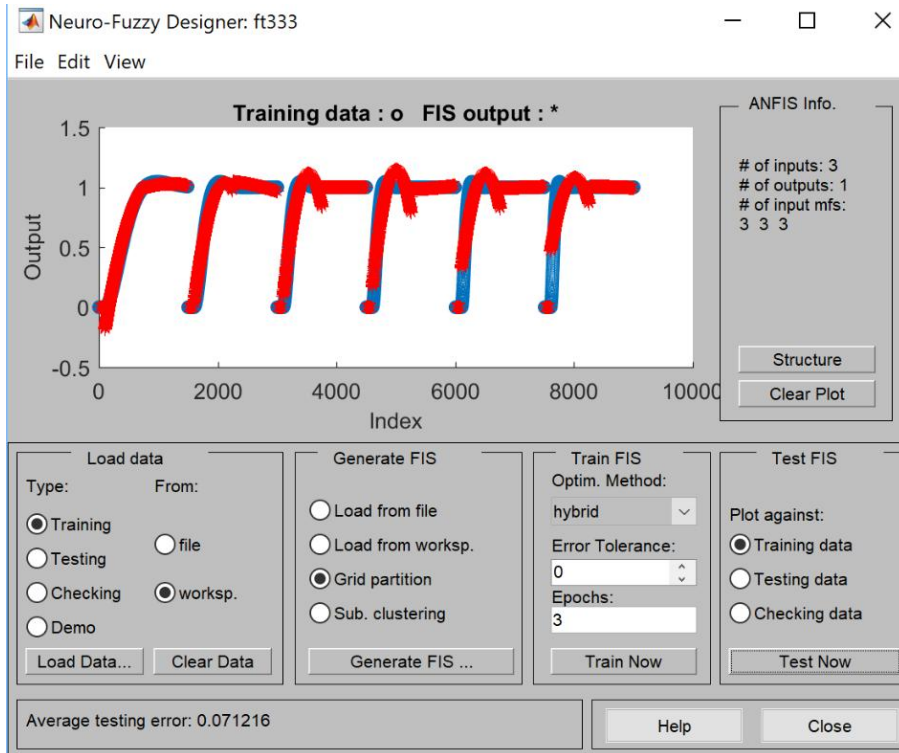 Neuro-Fuzzy Designer: ft333
File Edit View
Training data : o FIS output : *
1.5
1
0.5
0
-0.5
Output
0 2000 4000 6000 8000 10000
Index
ANFIS Info.
# of inputs: 3
# of outputs: 1
# of input mfs:
3 3 3
Structure
Clear Plot
Load data
Type: From:
Training
Testing
Checking
Demo
file
worksp.
Load Data... Clear Data
Generate FIS
Load from file
Load from worksp.
Grid partition
Sub. clustering
Generate FIS ...
Train FIS
Optim. Method:
hybrid
Error Tolerance:
0
Epochs:
3
Train Now
Test FIS
Plot against:
Training data
Testing data
Checking data
Test Now
Average testing error: 0.071216
Help Close